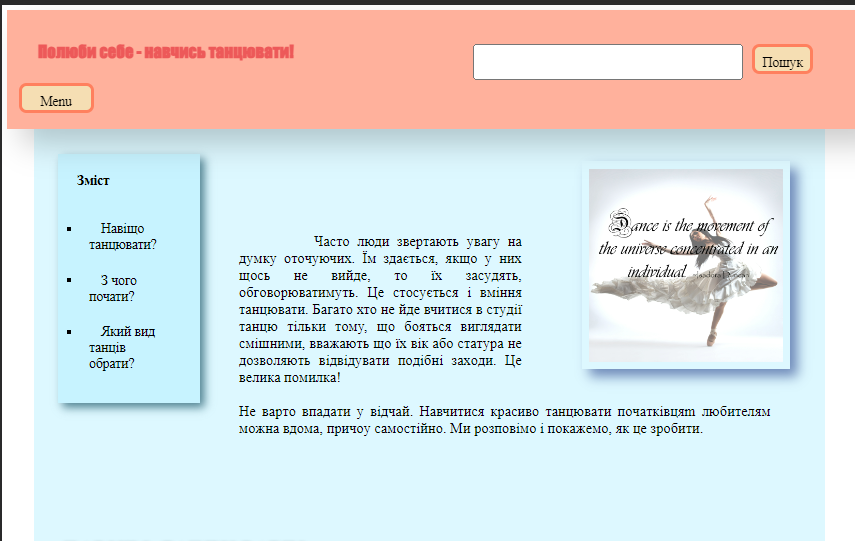 Полюби себе - навчись танцювати!
Пошук
Menu
Зміст
Навіщо
танцювати?
З чого
почати?
Який вид
танців
обрати?
Часто люди звертають увагу на
думку оточуючих. Їм здається, якщо у них
щось не вийде, то їх засудять,
обговорюватимуть. Це стосується і вміння
танцювати. Багато хто не йде вчитися в студії
танцю тільки тому, що бояться виглядати
смішними, вважають що їх вік або статура не
дозволяють відвідувати подібні заходи. Це
велика помилка!
Dance is the movement of
the universe concentrated in an
individual. -Isadora Duncan
Не варто впадати у відчай. Навчитися красиво танцювати початківцяm любителям
можна вдома, причоу самостійно. Ми розповімо і покажемо, як це зробити.